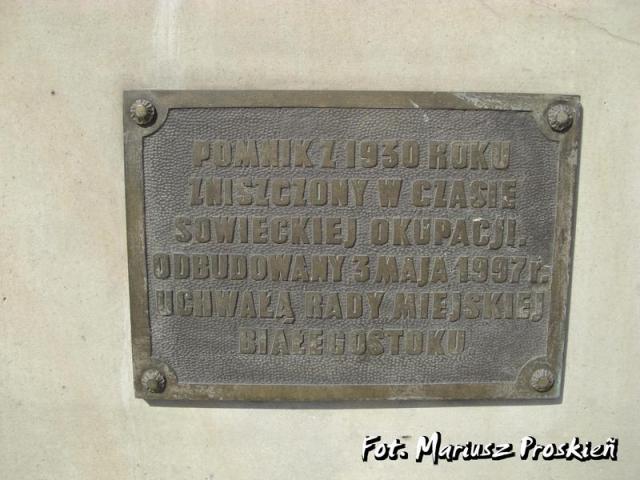 POMNIK Z 1930 ROKU
ZNISZCZONY W CZASIE
SOWIECKIEJ OKUPACJI.
ODBUDOWANY 3 MAJA 1997 r.
UCHWAŁĄ RADY MIEJSKIEJ
BIAŁEGOSTOKU
Fot. Mariusz Proskień